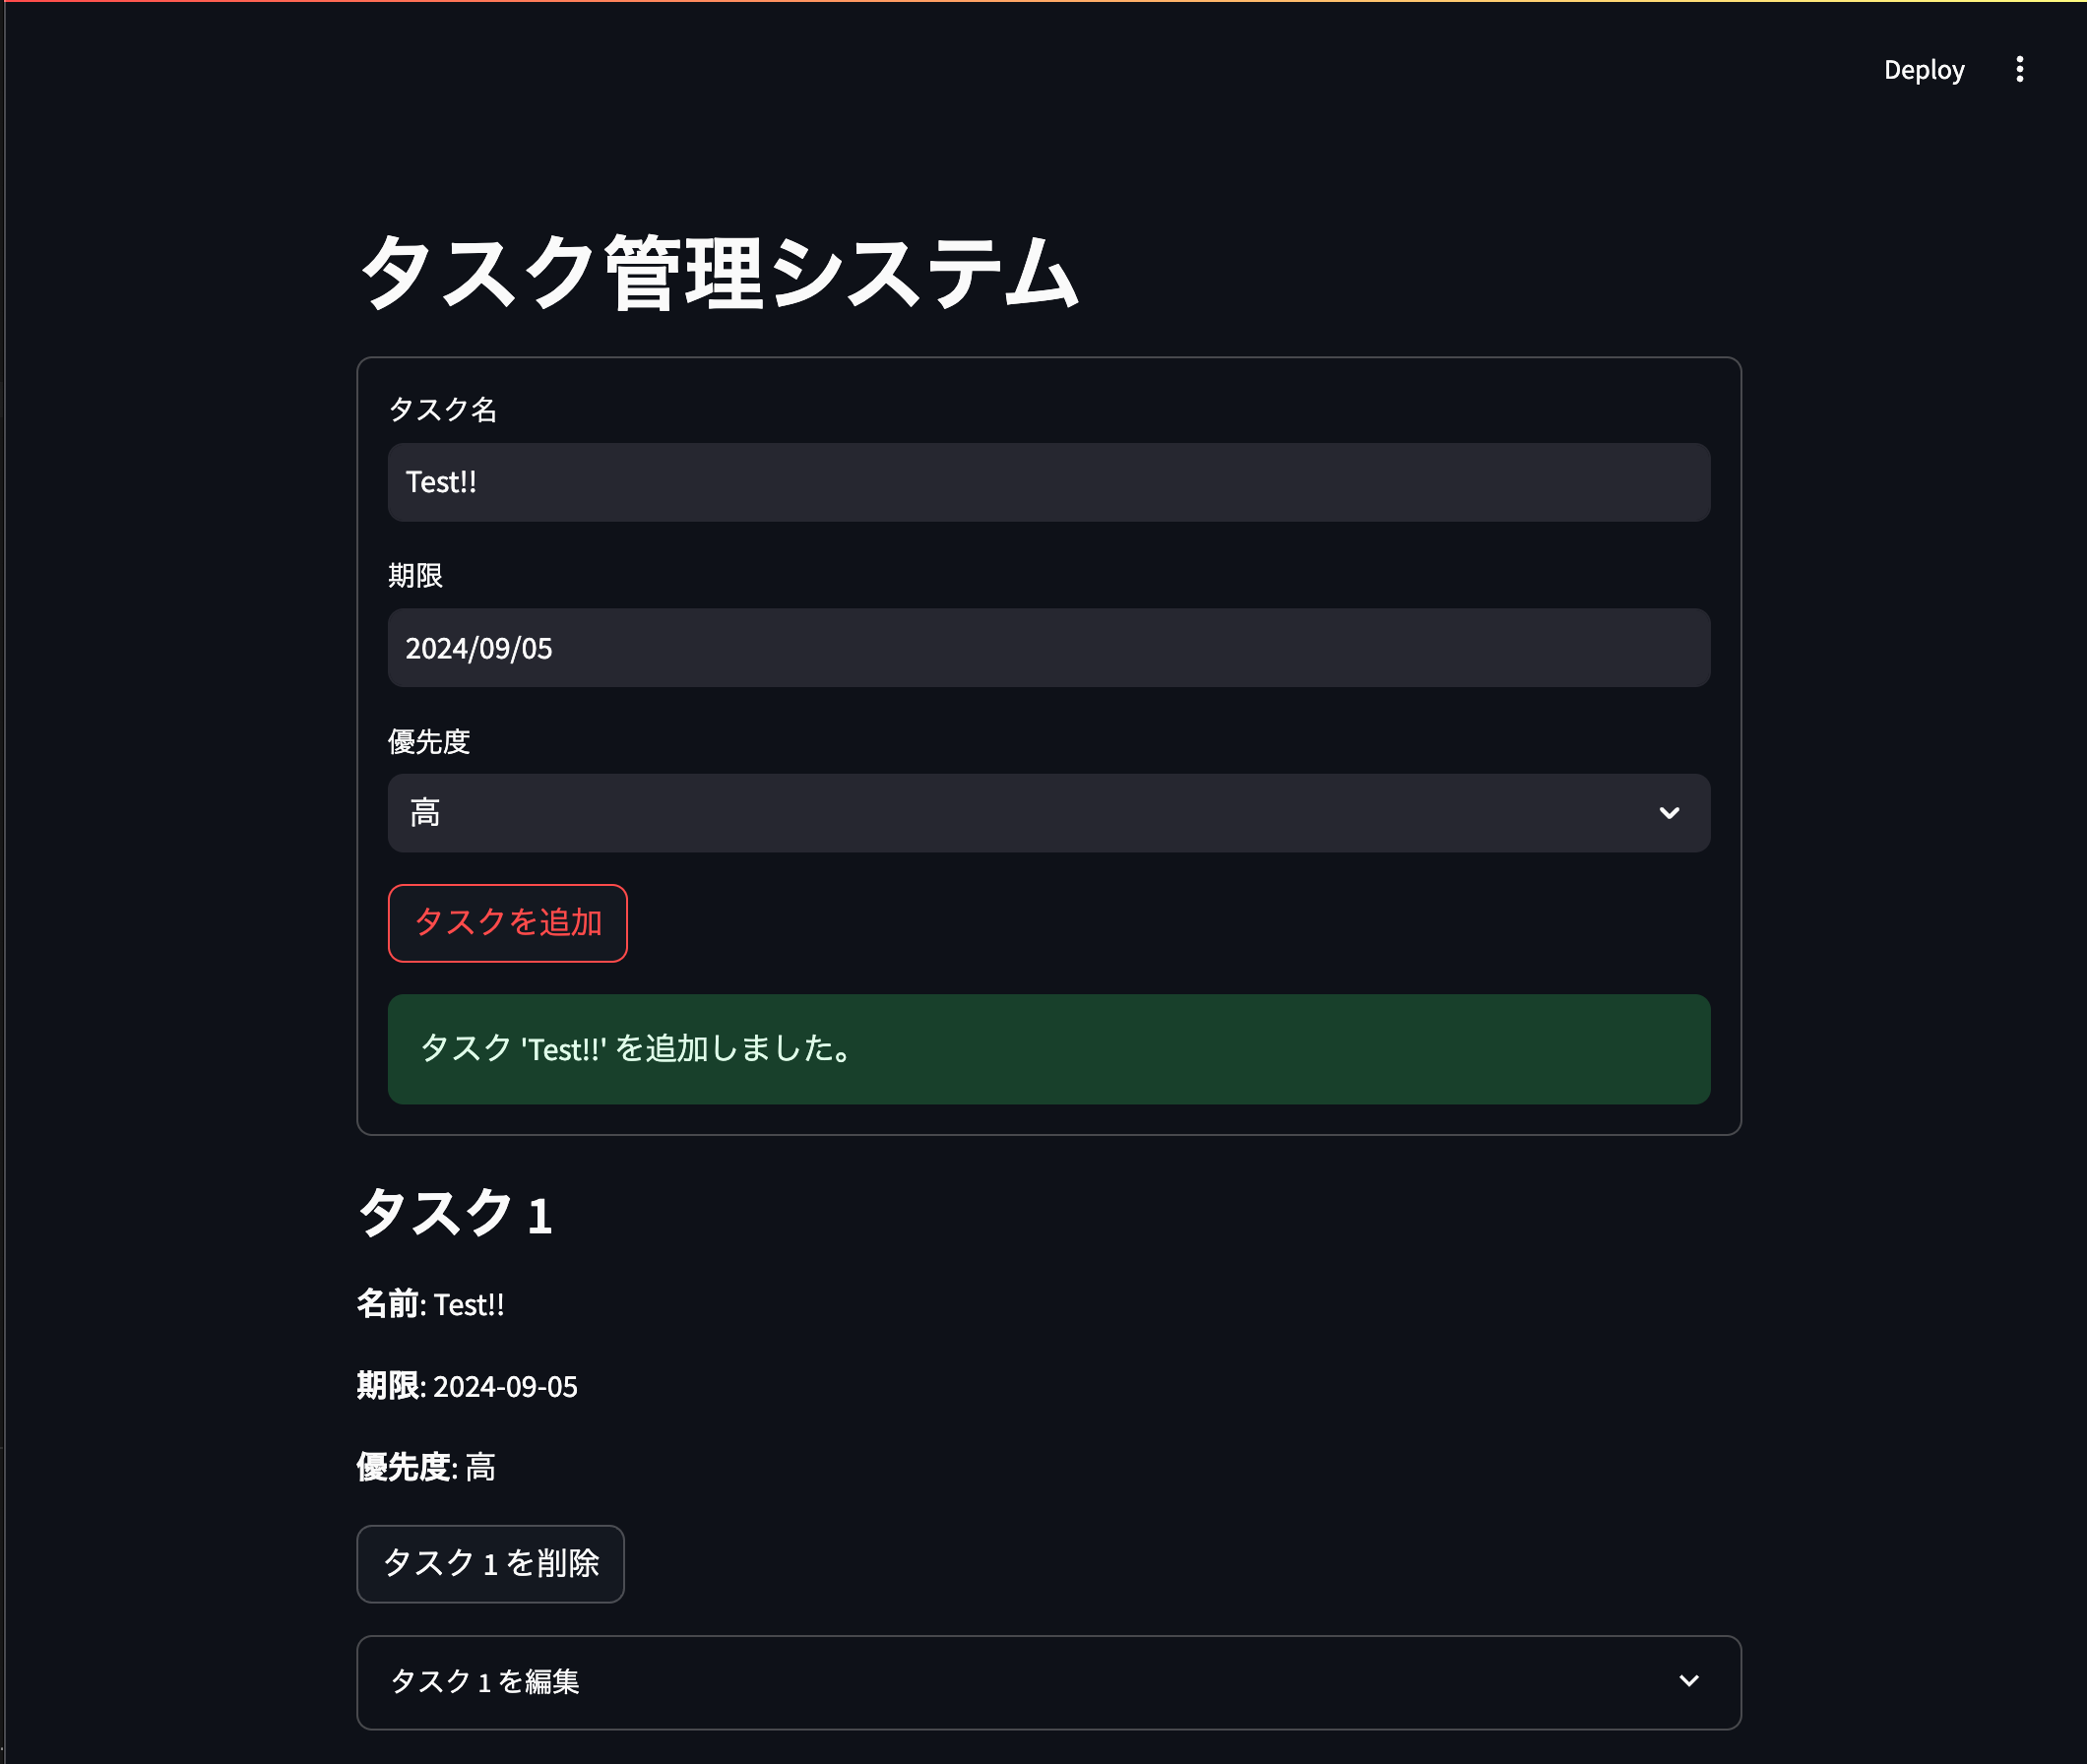 Deploy
タスク管理システム
タスク名
Test!!
期限
2024/09/05
優先度
高
タスクを追加
タスク 'Test!!' を追加しました。
タスク 1
名前: Test!!
期限: 2024-09-05
優先度: 高
タスク 1 を削除
タスク 1 を編集